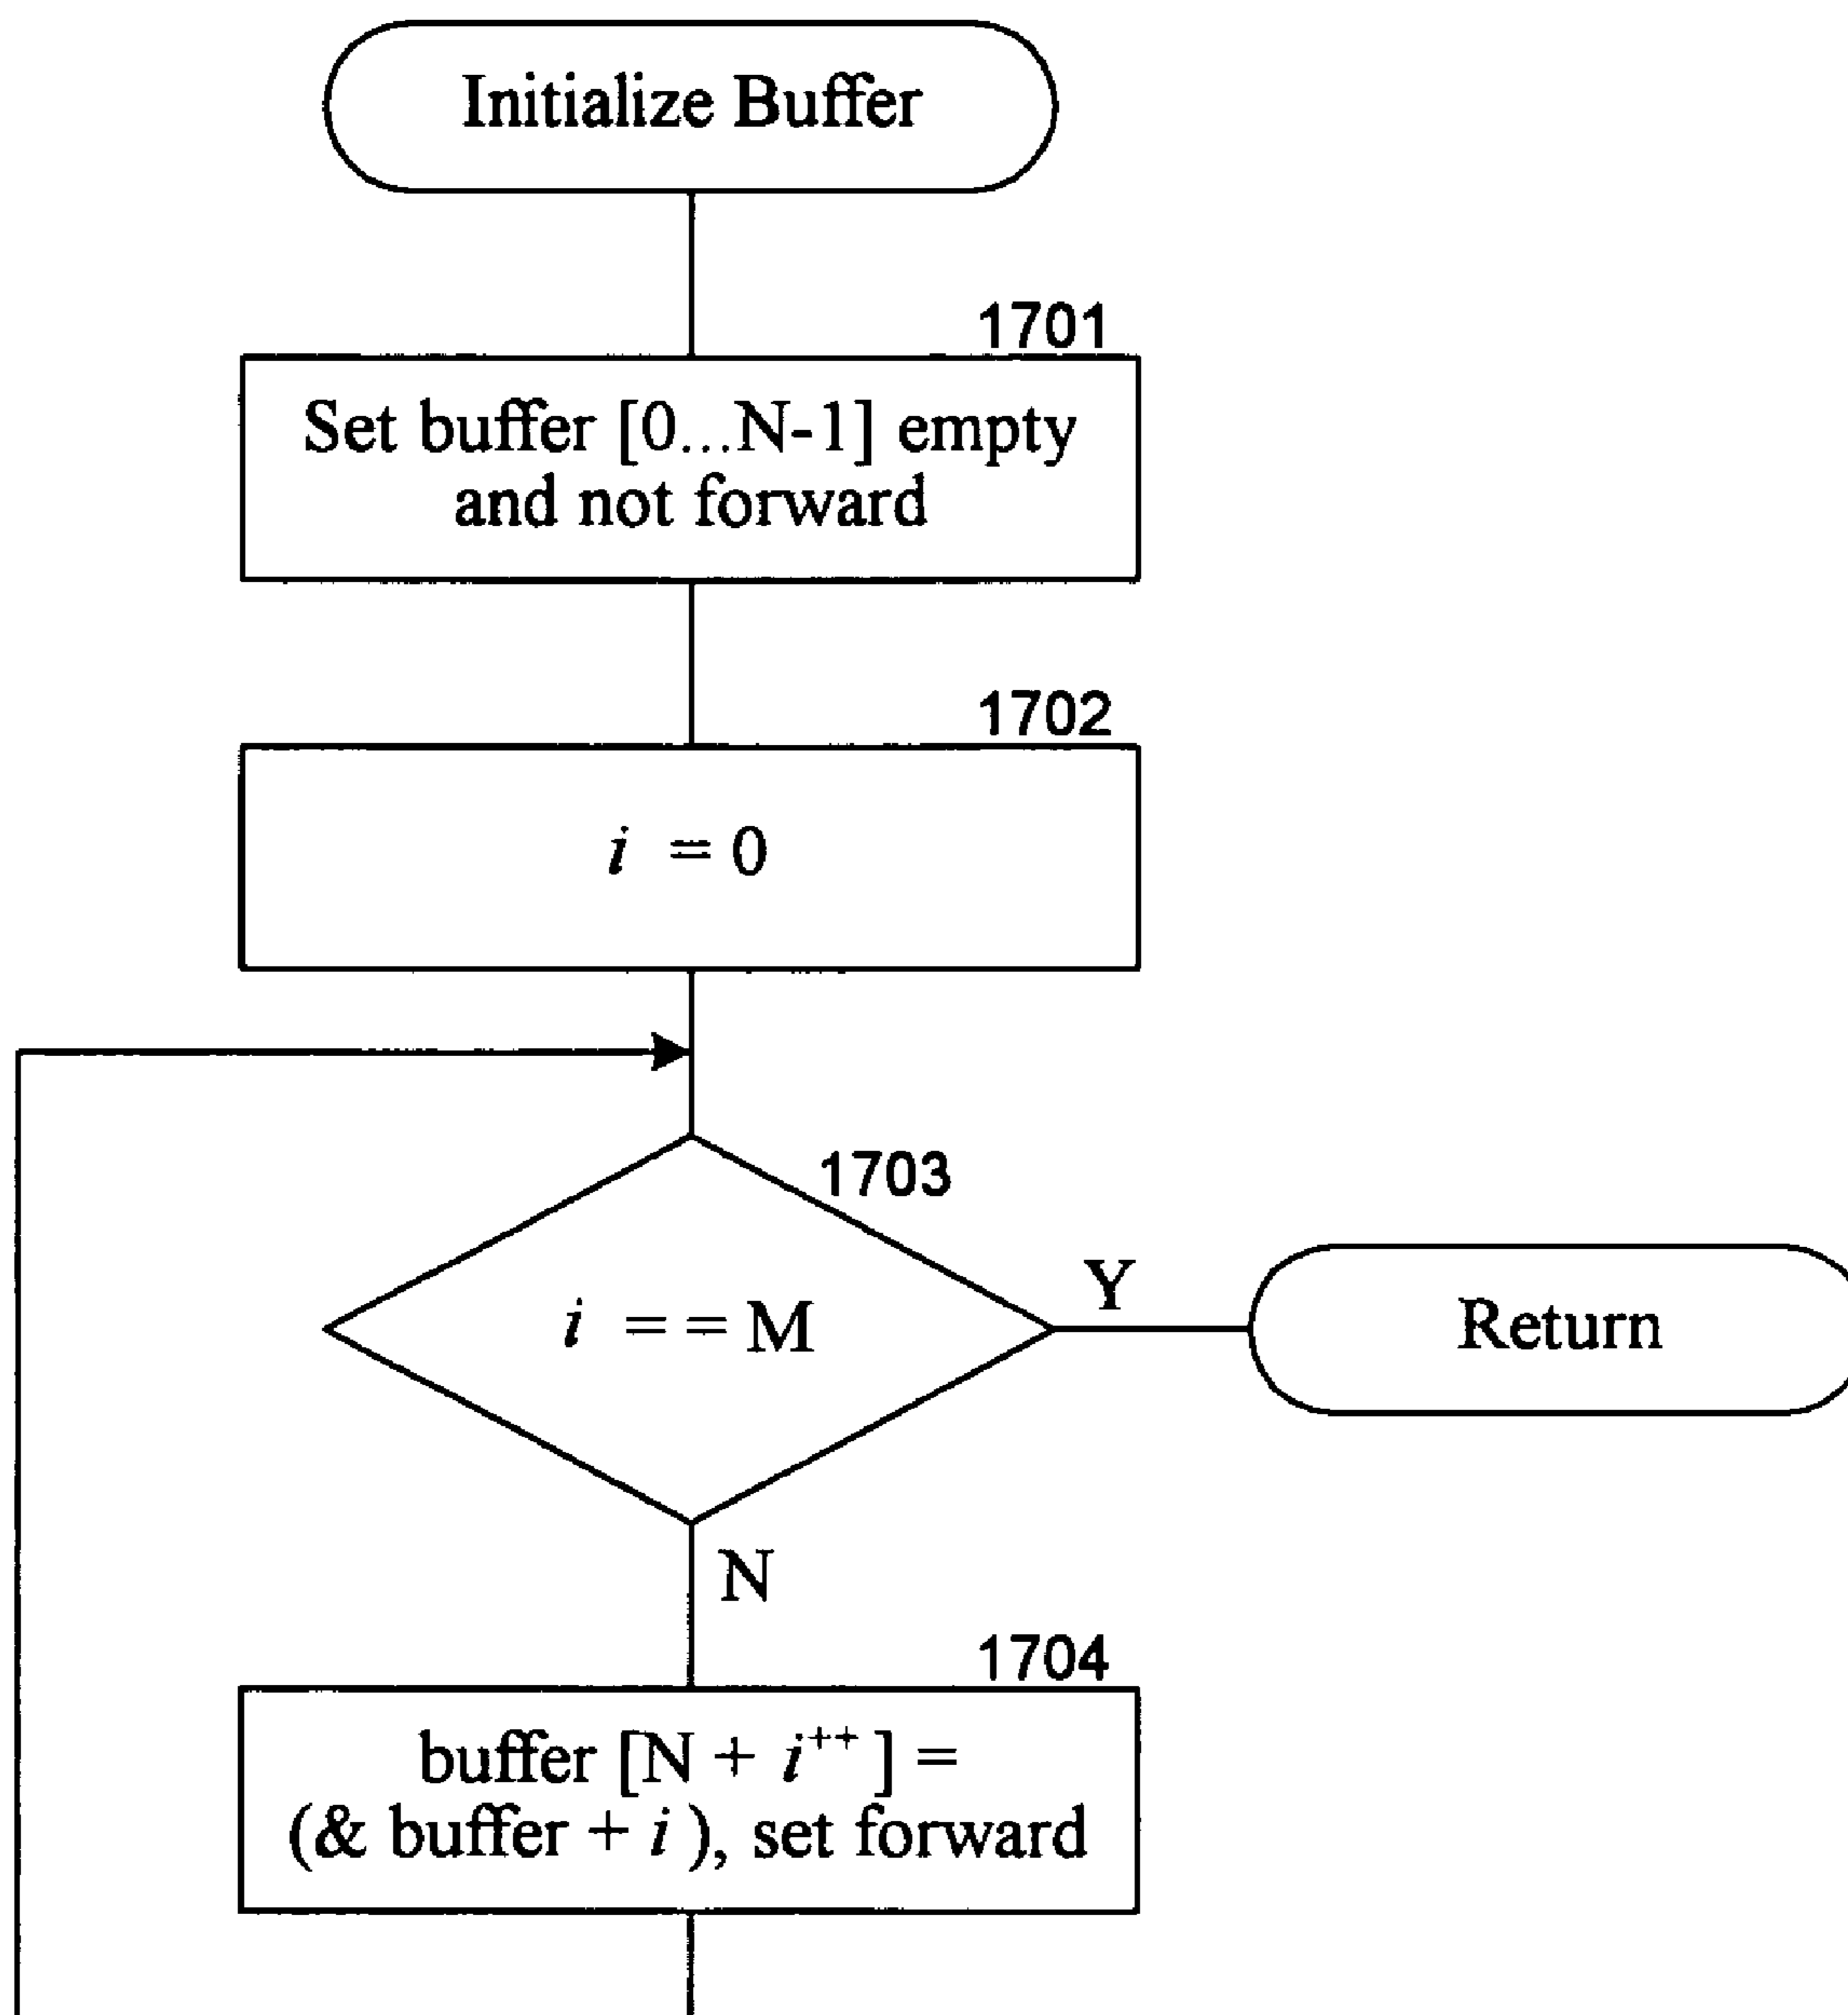 Initialize Buffer
1701
Set buffer [0...N-1] empty
and not forward
1702
i = 0
1703
i = = M
Y
Return
N
1704
buffer [N + i++ ] =
(& buffer + i ), set forward